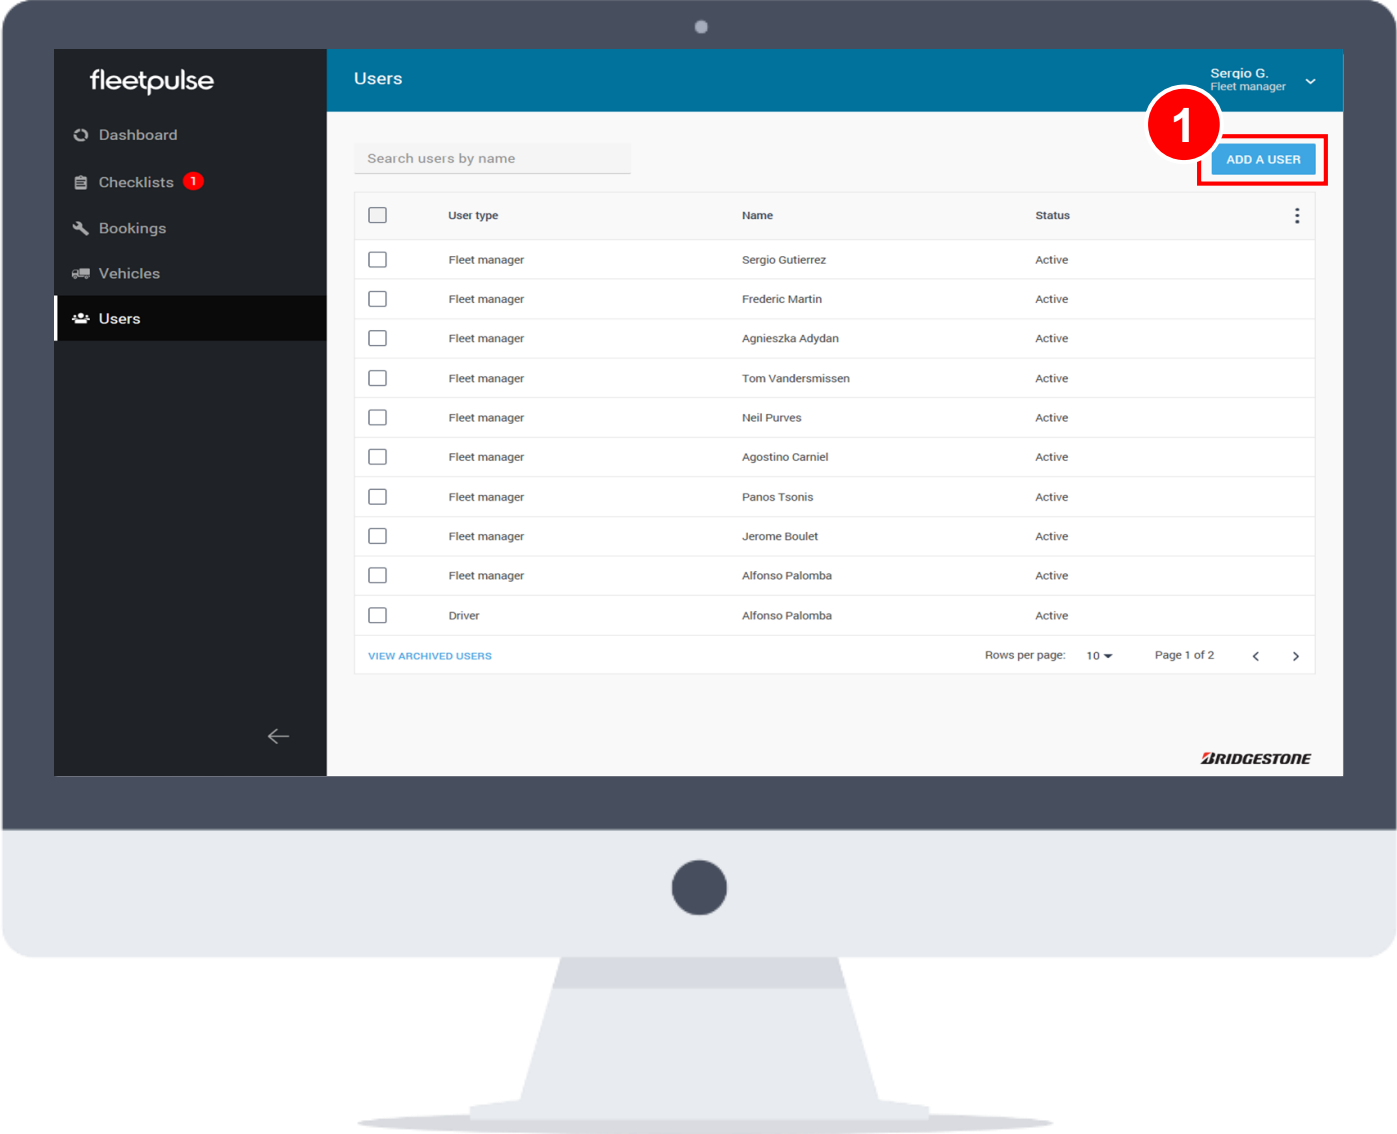 fleetpulse
Users
Sergio G.
Fleet manager
Dashboard
Checklists 1
Bookings
Vehicles
Users
1
Search users by name
ADD A USER
User type Name Status
Fleet manager Sergio Gutierrez Active
Fleet manager Frederic Martin Active
Fleet manager Agnieszka Adydan Active
Fleet manager Tom Vandersmissen Active
Fleet manager Neil Purves Active
Fleet manager Agostino Carniel Active
Fleet manager Panos Tsonis Active
Fleet manager Jerome Boulet Active
Fleet manager Alfonso Palomba Active
Driver Alfonso Palomba Active
VIEW ARCHIVED USERS Rows per page: 10 Page 1 of 2
BRIDGESTONE